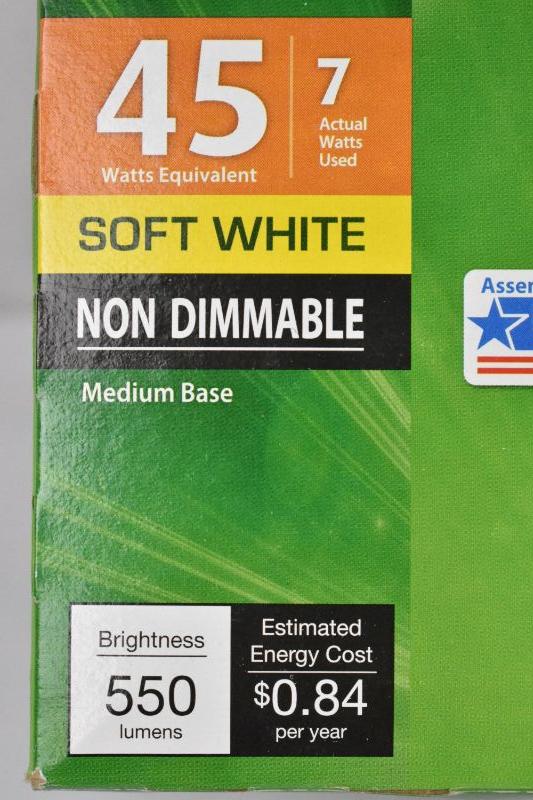 45
Watts Equivalent
7
Actual
Watts
Used
SOFT WHITE
NON DIMMABLE
Medium Base
Brightness
550
lumens
Estimated
Energy Cost
$0.84
per year